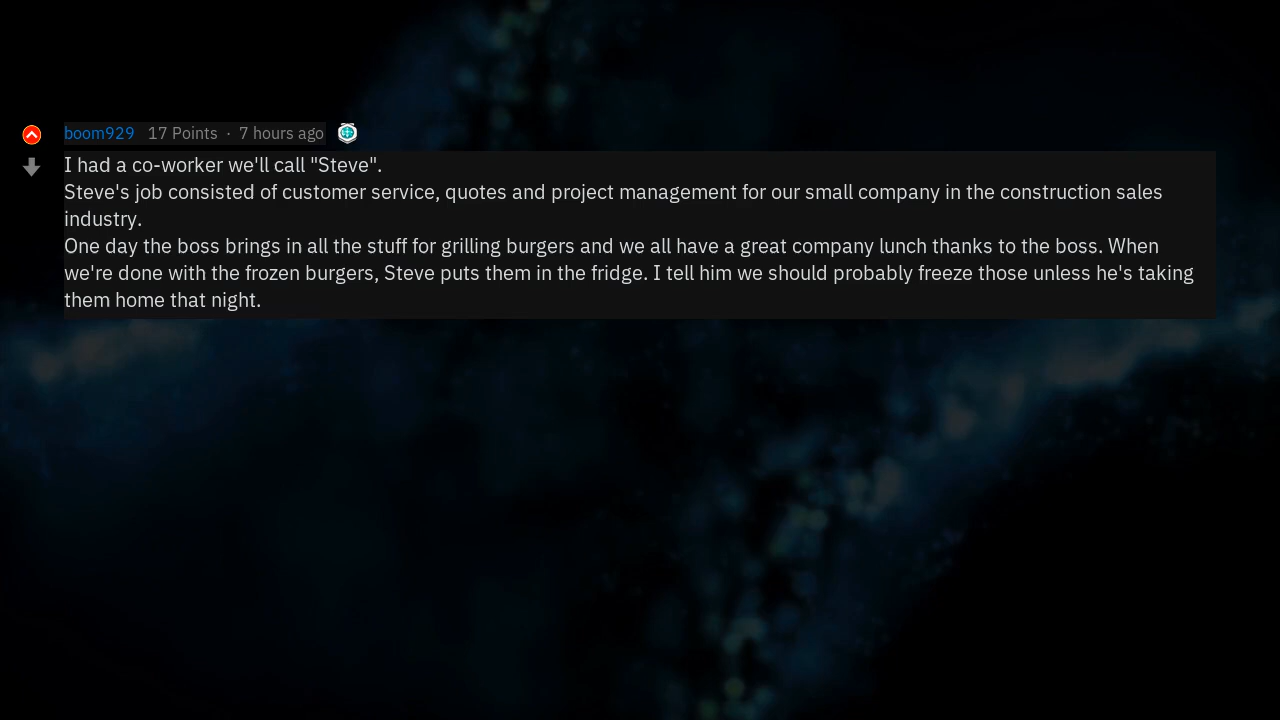 boom929 17 Points · 7 hours ago
I had a co-worker we'll call "Steve".
Steve's job consisted of customer service, quotes and project management for our small company in the construction sales
industry.
One day the boss brings in all the stuff for grilling burgers and we all have a great company lunch thanks to the boss. When
we're done with the frozen burgers, Steve puts them in the fridge. I tell him we should probably freeze those unless he's taking
them home that night.